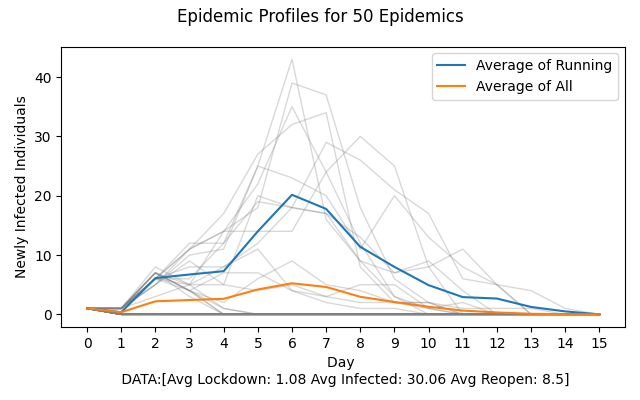 Epidemic Profiles for 50 Epidemics
Newly Infected Individuals
40
30
20
10
0
Average of Running
Average of All
0 1 2 3 4 5 6 7 8 9 10 11 12 13 14 15
Day
DATA:[Avg Lockdown: 1.08 Avg Infected: 30.06 Avg Reopen: 8.5]